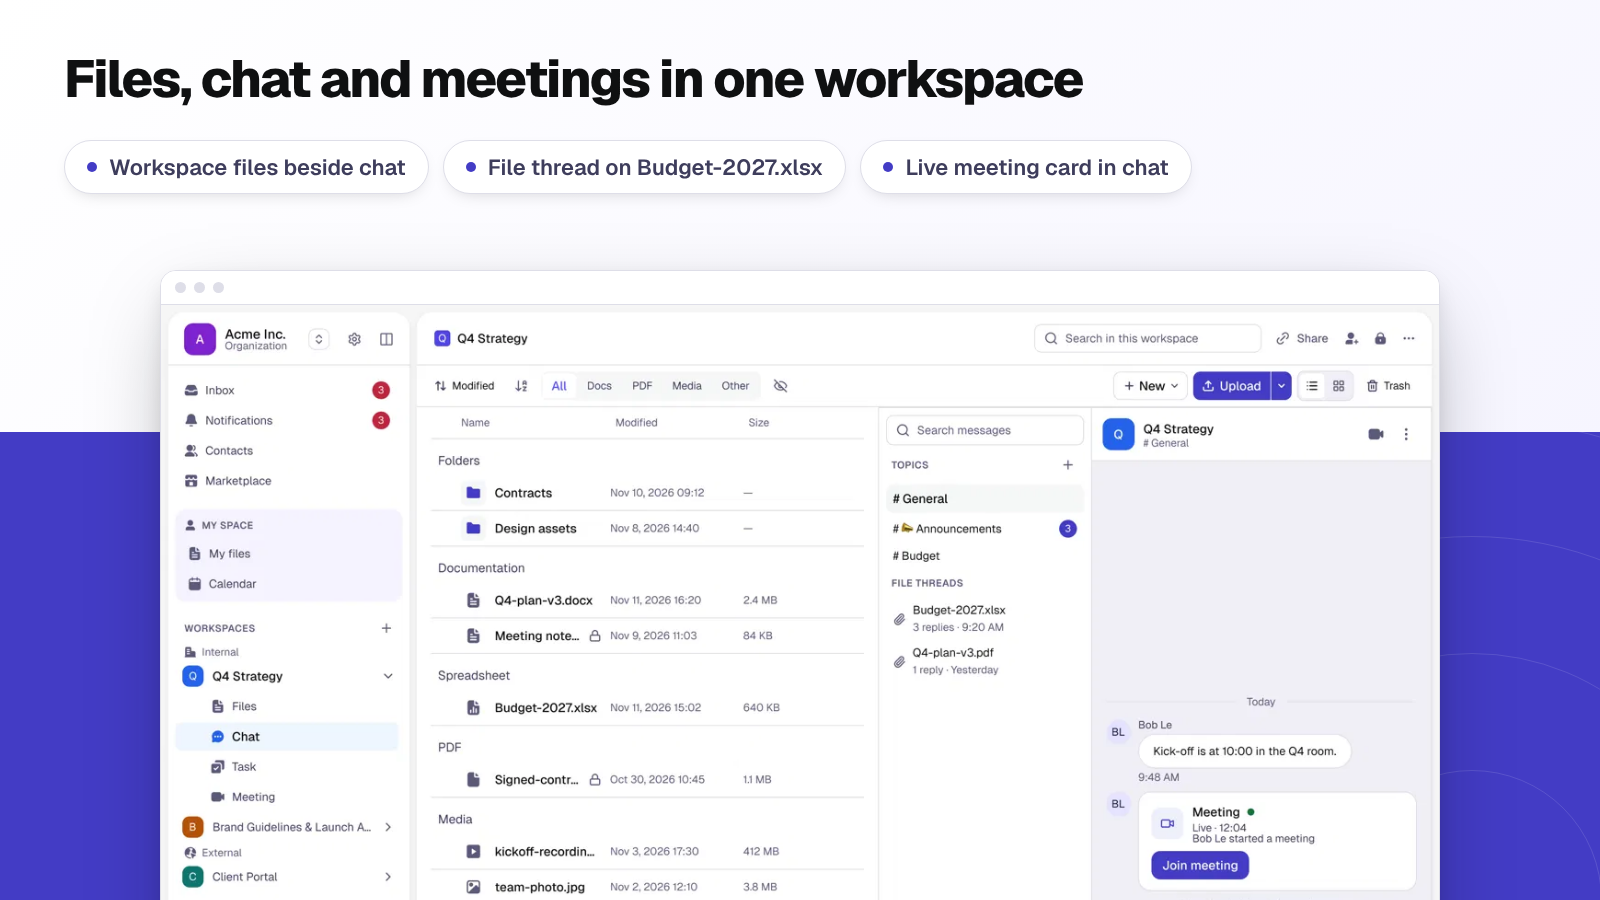 Files, chat and meetings in one workspace
Workspace files beside chat
File thread on Budget-2027.xlsx
Live meeting card in chat
A
Acme Inc.
Organization
Inbox
3
Notifications
3
Contacts
Marketplace
MY SPACE
My files
Calendar
WORKSPACES
Internal
Q
Q4 Strategy
Files
Chat
Task
Meeting
B
Brand Guidelines & Launch A...
External
C
Client Portal
Q
Q4 Strategy
Search in this workspace
Share
Modified
All
Docs
PDF
Media
Other
New
Upload
Trash
Name
Modified
Size
Folders
Contracts
Nov 10, 2026 09:12
—
Design assets
Nov 8, 2026 14:40
—
Documentation
Q4-plan-v3.docx
Nov 11, 2026 16:20
2.4 MB
Meeting note...
Nov 9, 2026 11:03
84 KB
Spreadsheet
Budget-2027.xlsx
Nov 11, 2026 15:02
640 KB
PDF
Signed-contr...
Oct 30, 2026 10:45
1.1 MB
Media
kickoff-recordin...
Nov 3, 2026 17:30
412 MB
team-photo.jpg
Nov 2, 2026 12:10
3.8 MB
Search messages
TOPICS
# General
# 📣 Announcements
3
# Budget
FILE THREADS
Budget-2027.xlsx
3 replies · 9:20 AM
Q4-plan-v3.pdf
1 reply · Yesterday
Q
Q4 Strategy
# General
Today
BL
Bob Le
Kick-off is at 10:00 in the Q4 room.
9:48 AM
BL
Meeting
Live · 12:04
Bob Le started a meeting
Join meeting